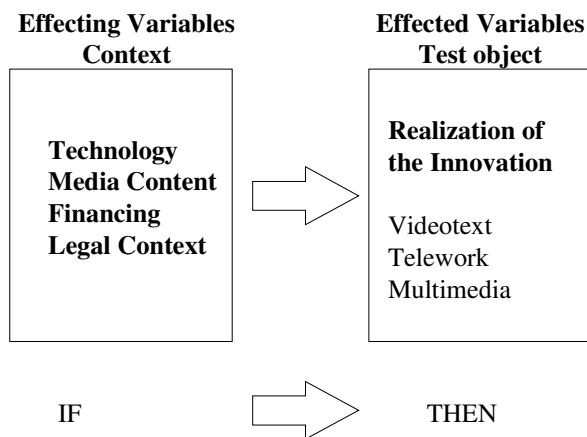 Effecting Variables
Context
Effected Variables
Test object
Technology
Media Content
Financing
Legal Context
Realization of
the Innovation
Videotext
Telework
Multimedia
IF
THEN